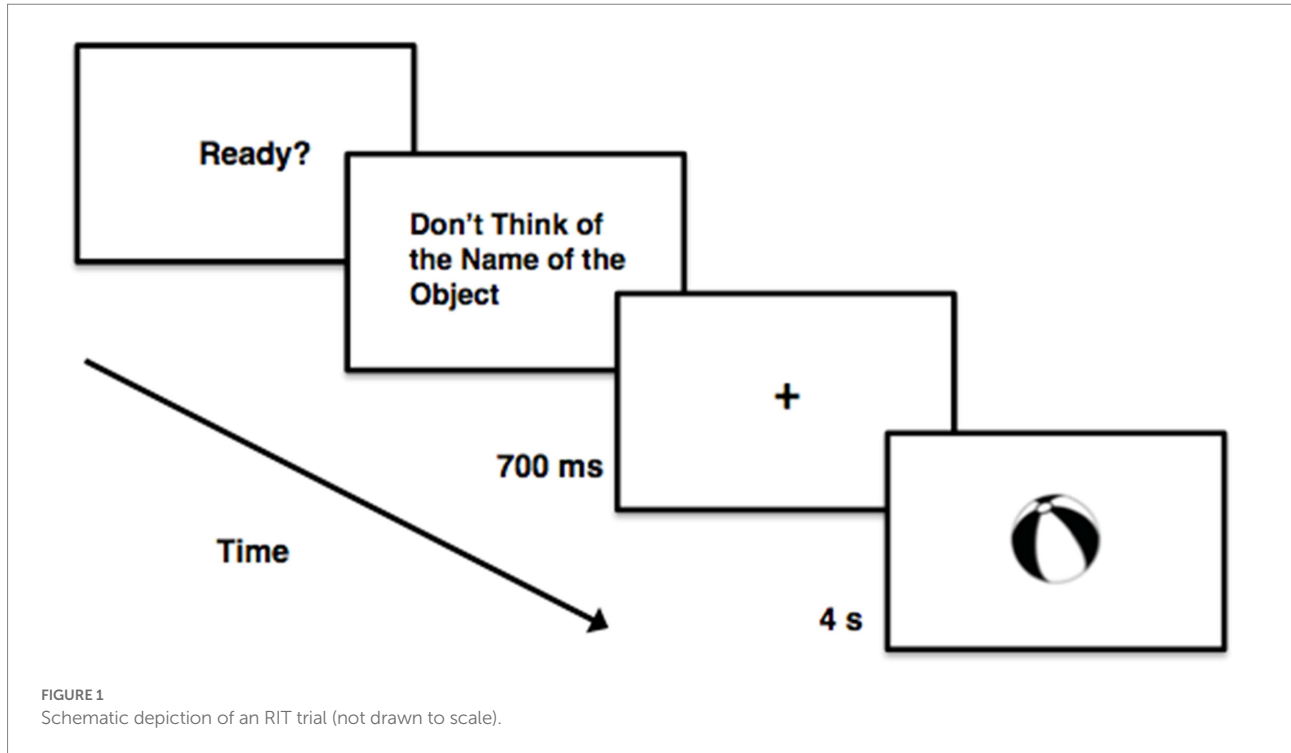 Ready?
Don't Think of
the Name of the
Object
+
700 ms
Time
4 s
FIGURE 1
Schematic depiction of an RIT trial (not drawn to scale).